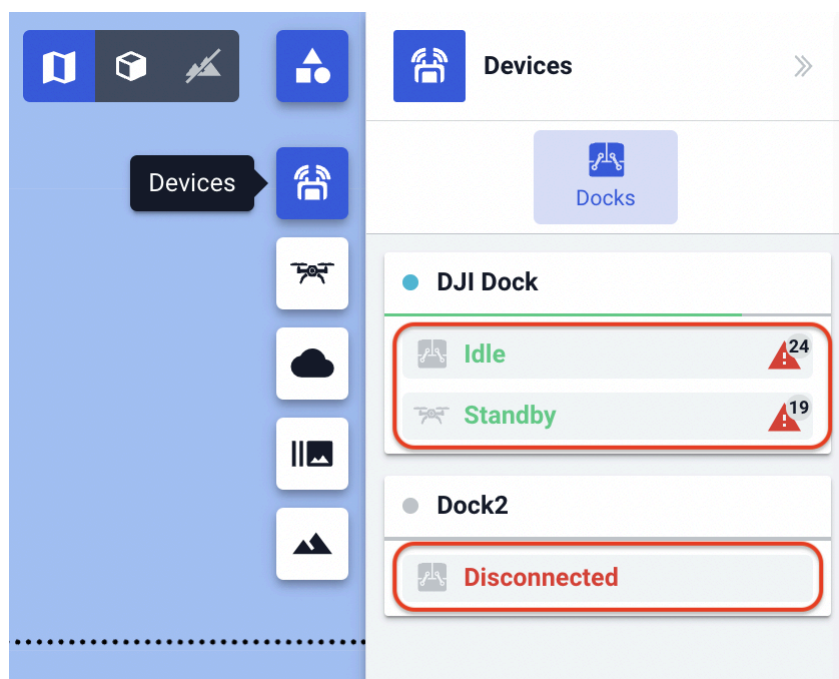 Devices
Devices
Docks
DJI Dock
Idle 24
Standby 19
Dock2
Disconnected